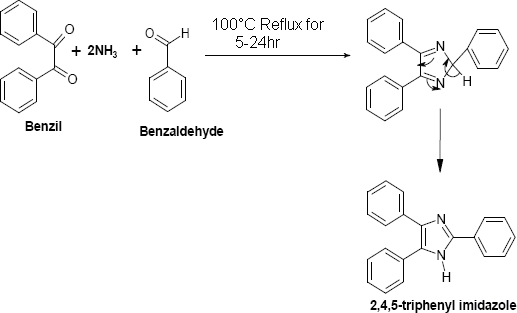 100°C Reflux for
5-24hr
O
O
+ 2NH₃ +
H
O
Benzil
Benzaldehyde
N
N
H
N
N
H
2,4,5-triphenyl imidazole